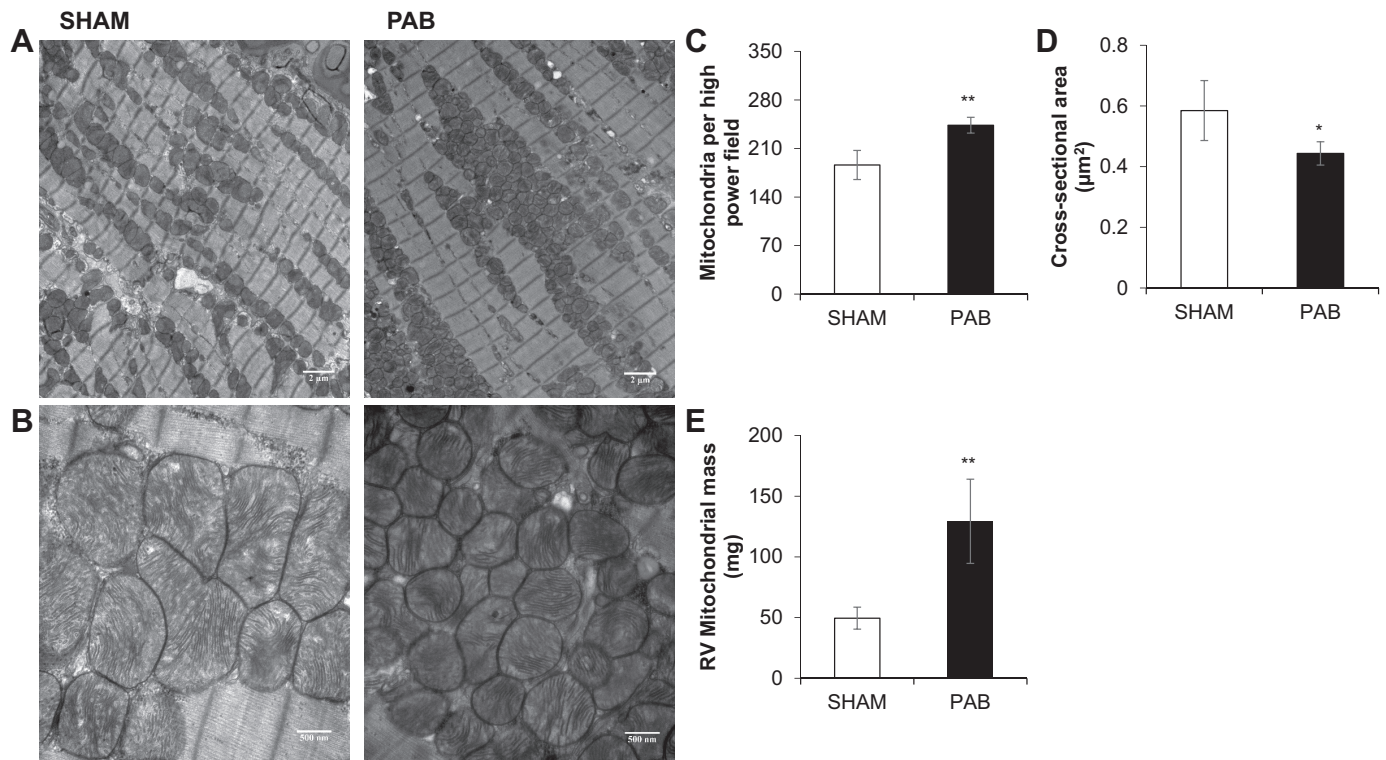 SHAM
PAB
A
2 μm
2 μm
B
500 nm
500 nm
C
Mitochondria per high
power field
350
280
210
140
70
0
**
SHAM
PAB
D
Cross-sectional area
(μm²)
0.8
0.6
0.4
0.2
0
*
SHAM
PAB
E
RV Mitochondrial mass
(mg)
200
150
100
50
0
**
SHAM
PAB